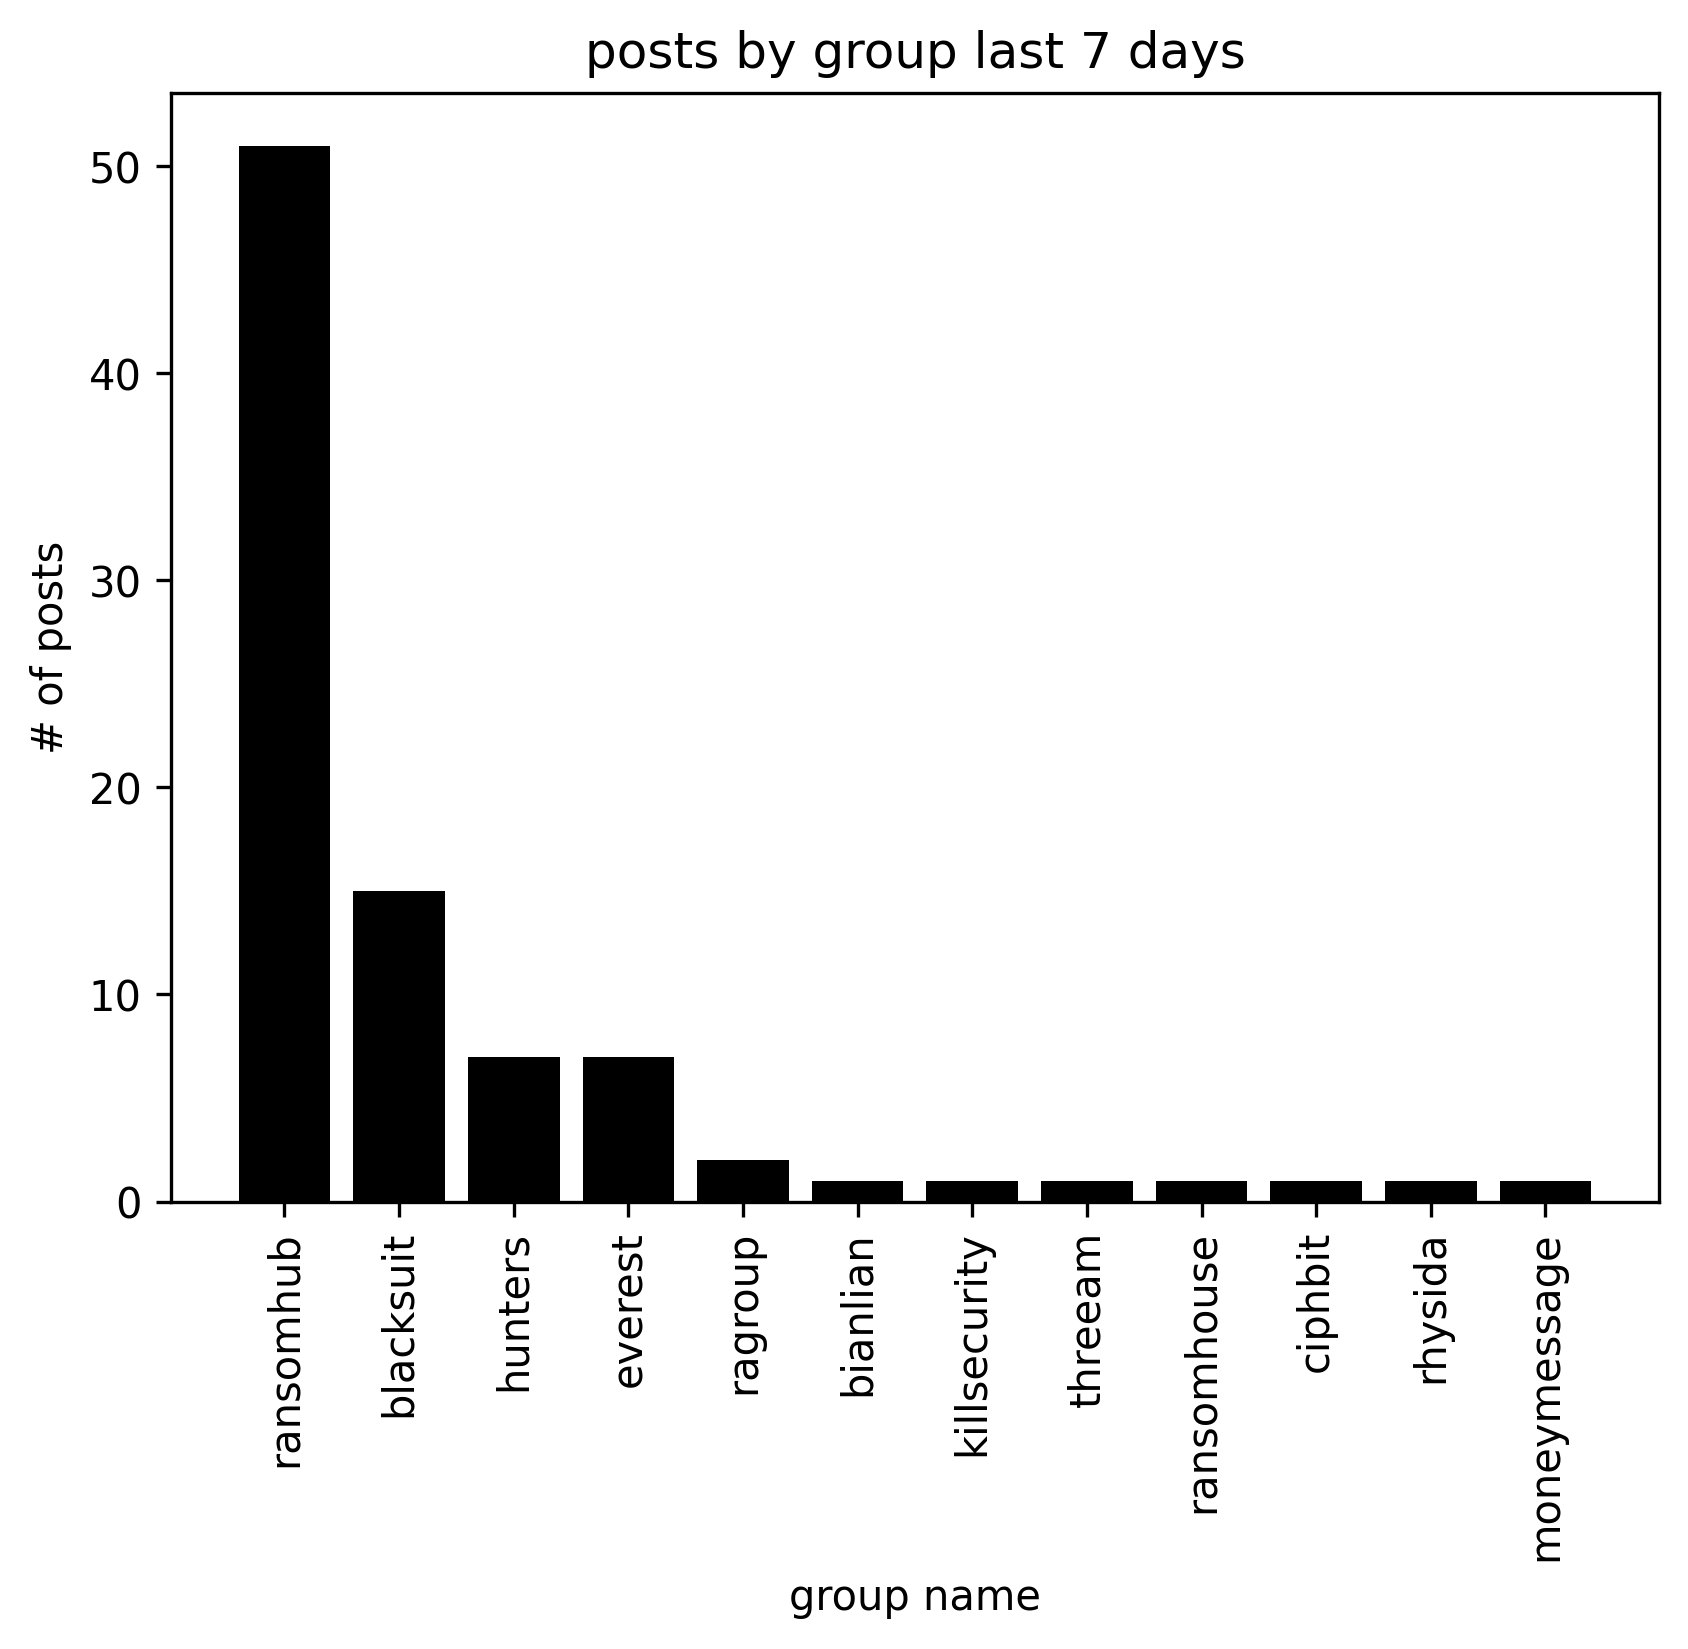 posts by group last 7 days
50
40
30
20
10
0
# of posts
ransomhub
blacksuit
hunters
everest
ragroup
bianlian
killsecurity
threeam
ransomhouse
ciphbit
rhysida
moneymessage
group name